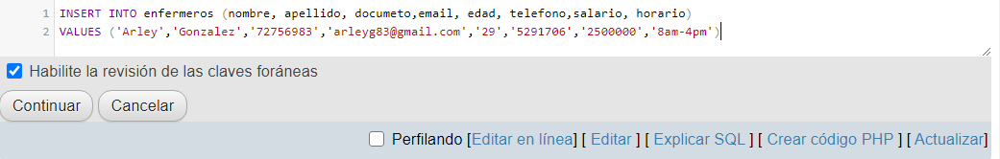 1 INSERT INTO enfermeros (nombre, apellido, documeto,email, edad, telefono,salario, horario)
2 VALUES ('Arley','Gonzalez','72756983','arleyg83@gmail.com','29','5291706','2500000','8am-4pm')
Habilite la revisión de las claves foráneas
Continuar Cancelar
Perfilando [Editar en línea] [ Editar ] [ Explicar SQL ] [ Crear código PHP ] [ Actualizar]